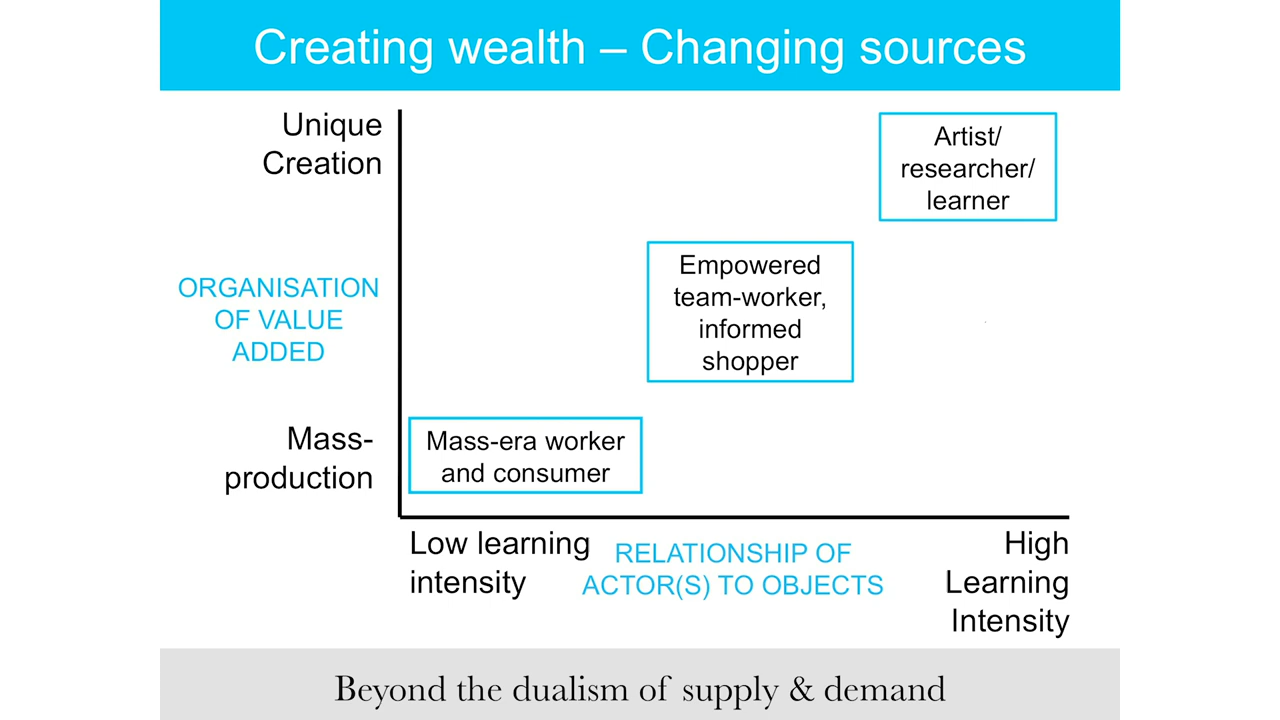 Creating wealth – Changing sources
Unique
Creation
Artist/
researcher/
learner
Empowered
team-worker,
informed
shopper
ORGANISATION
OF VALUE
ADDED
Mass-
production
Mass-era worker
and consumer
Low learning
intensity
RELATIONSHIP OF
ACTOR(S) TO OBJECTS
High
Learning
Intensity
Beyond the dualism of supply & demand